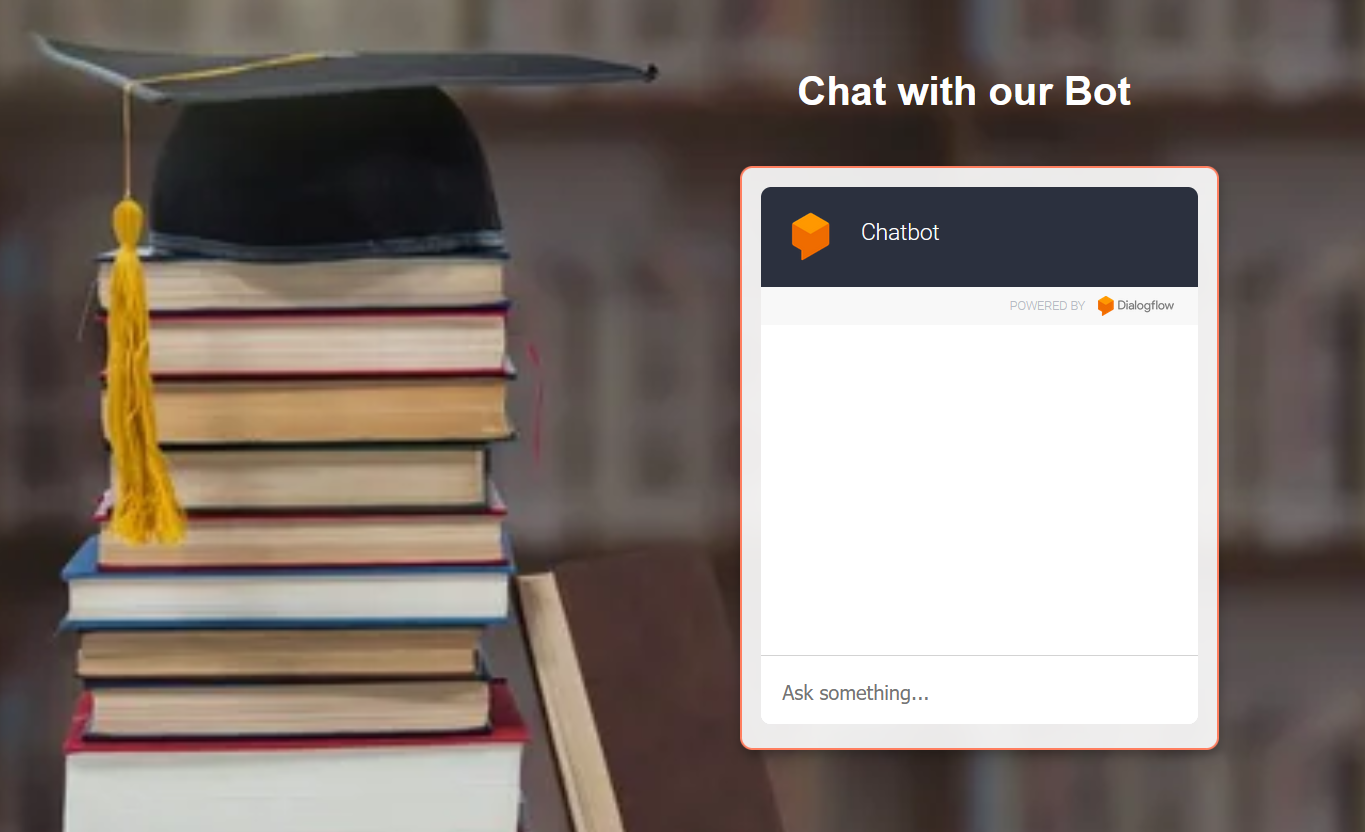 Chat with our Bot
Chatbot
POWERED BY Dialogflow
Ask something...